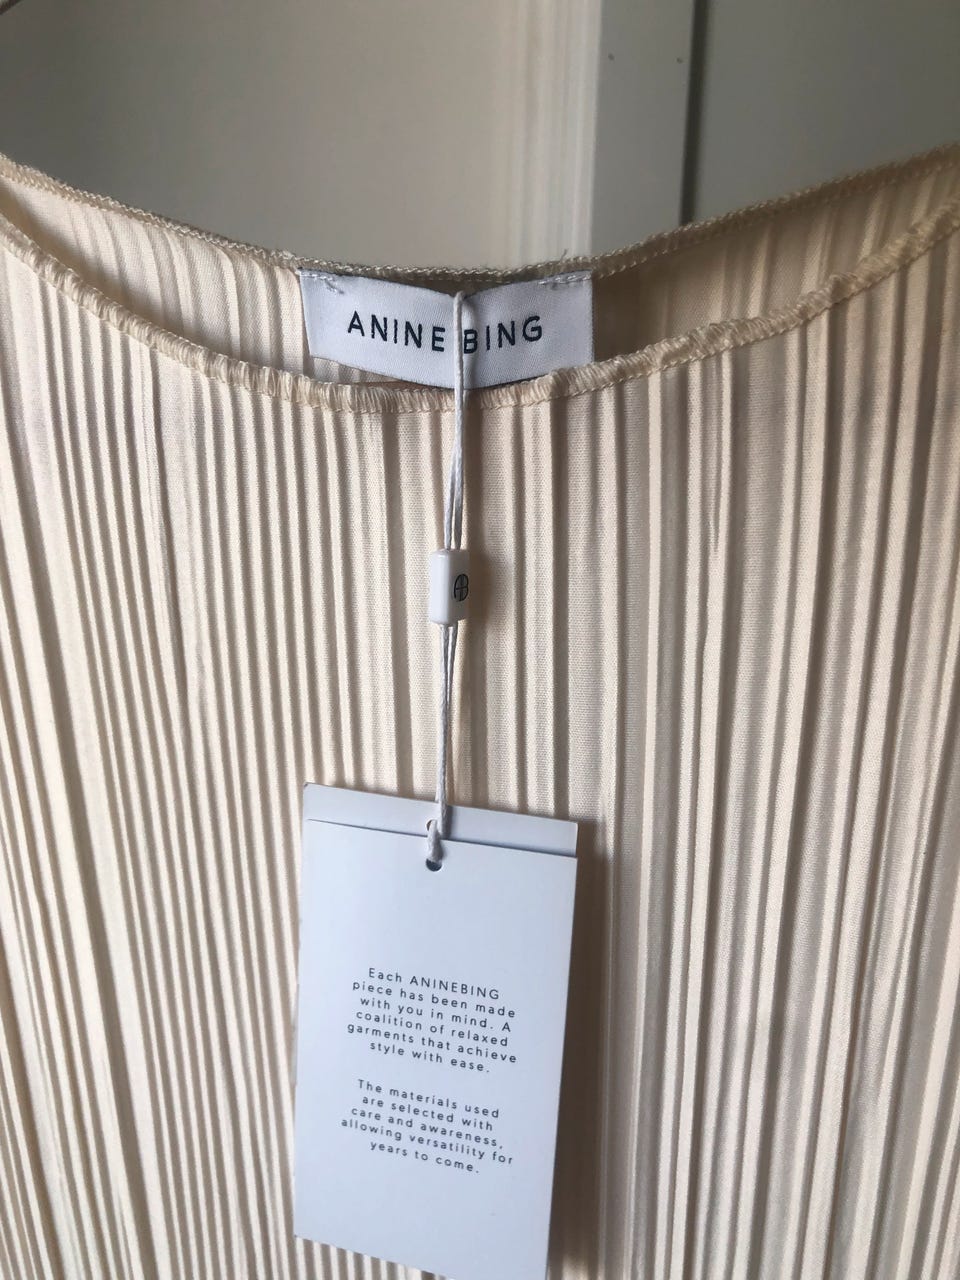 ANINE BING
AB
Each ANINEBING
piece has been made
with you in mind. A
coalition of relaxed
garments that achieve
style with ease.
The materials used
are selected with
care and awareness,
allowing versatility for
years to come.